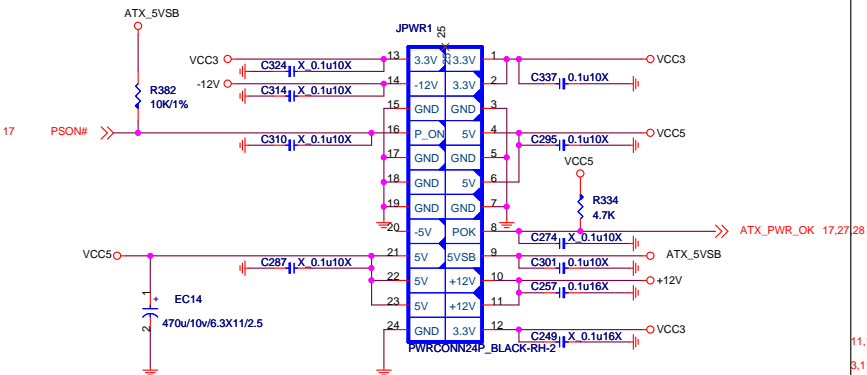 ATX_5VSB
JPWR1
25
VCC3
C324 X_0.1u10X
13 3.3V 3.3V 1
VCC3
-12V
C314 X_0.1u10X
14 -12V 3.3V 2
C337 0.1u10X
R382
10K/1%
15 GND GND 3
17 PSON#
16 P_ON 5V 4
VCC5
C310 X_0.1u10X
C295 0.1u10X
17 GND GND 5
VCC5
18 GND 5V 6
R334
4.7K
19 GND GND 7
20 -5V POK 8
ATX_PWR_OK 17,27,28
C274 X_0.1u10X
VCC5
21 5V 5VSB 9
ATX_5VSB
C287 X_0.1u10X
C301 0.1u10X
22 5V +12V 10
+12V
C257 0.1u16X
1
+
EC14
23 5V +12V 11
2
470u/10v/6.3X11/2.5
24 GND 3.3V 12
VCC3
C249 X_0.1u16X
11,
PWRCONN24P_BLACK-RH-2
3,1